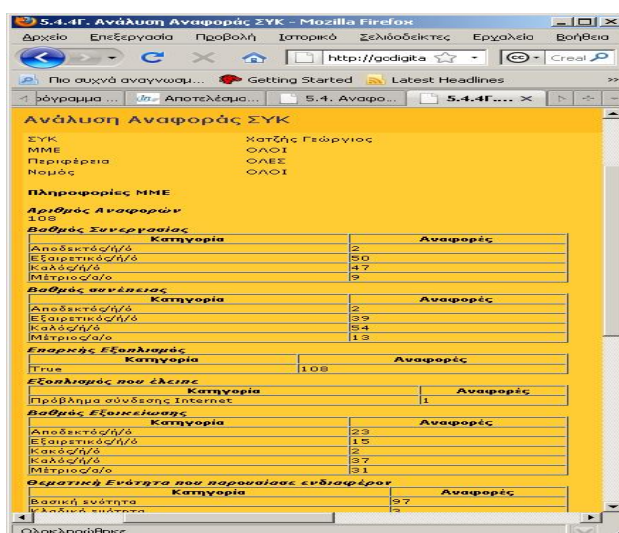 5.4.4Γ. Ανάλυση Αναφοράς ΣΥΚ - Mozilla Firefox
Αρχείο Επεξεργασία Προβολή Ιστορικό Σελιδοδείκτες Εργαλεία Βοήθεια
http://gcdigita Creat
Πιο συχνά αναγνωσμ... Getting Started Latest Headlines
όγραμμα ... Αποτελέσμα... 5.4. Αναφο... 5.4.4Γ....
Ανάλυση Αναφοράς ΣΥΚ
ΣΥΚ Χατζής Γεώργιος
ΜΜΕ ΟΛΟΙ
Περιφέρεια ΟΛΕΣ
Νομός ΟΛΟΙ
Πληροφορίες ΜΜΕ
Αριθμός Αναφορών
108
Βαθμός Συνεργασίας
Κατηγορία Αναφορές
Αποδεκτός/ή/ό 2
Εξαιρετικός/ή/ό 50
Καλός/ή/ό 47
Μέτριος/α/ο 9
Βαθμός συνέπειας
Κατηγορία Αναφορές
Αποδεκτός/ή/ό 2
Εξαιρετικός/ή/ό 39
Καλός/ή/ό 54
Μέτριος/α/ο 13
Επαρκής Εξοπλισμός
Κατηγορία Αναφορές
True 108
Εξοπλισμός που έλειπε
Κατηγορία Αναφορές
Πρόβλημα σύνδεσης Internet 1
Βαθμός Εξοικείωσης
Κατηγορία Αναφορές
Αποδεκτός/ή/ό 23
Εξαιρετικός/ή/ό 15
Κακός/ή/ό 2
Καλός/ή/ό 37
Μέτριος/α/ο 31
Θεματική Ενότητα που παρουσίασε ενδιαφέρον
Κατηγορία Αναφορές
Βασική ενότητα 97
Κλαδική ενότητα 3
Ολοκληρώθηκε